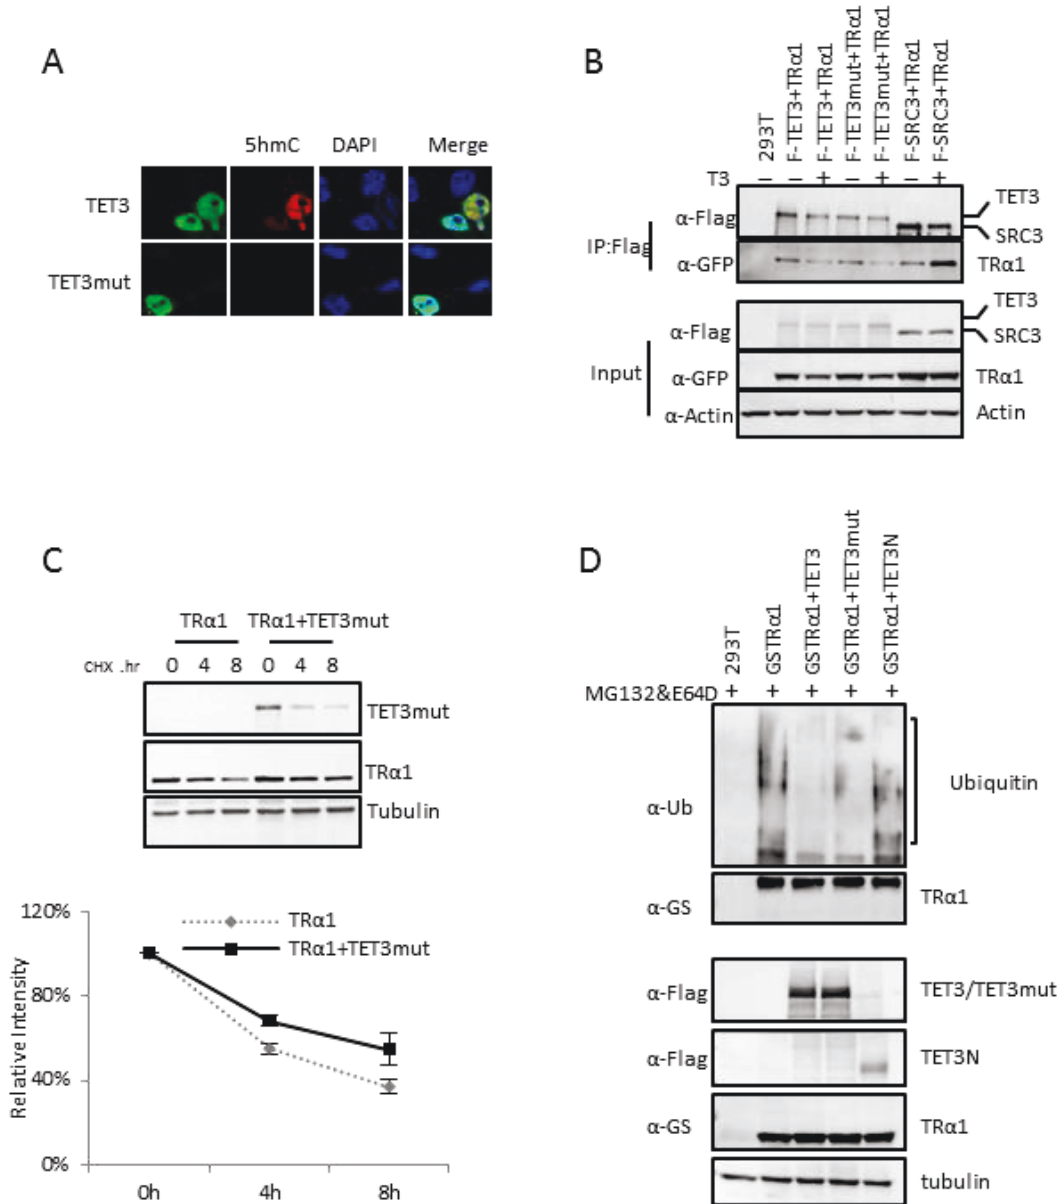 A
5hmC DAPI Merge
TET3
TET3mut
B
293T
F-TET3+TRα1
F-TET3+TRα1
F-TET3mut+TRα1
F-TET3mut+TRα1
F-SRC3+TRα1
F-SRC3+TRα1
T3 – – + – + – +
IP:Flag
α-Flag
TET3
SRC3
α-GFP
TRα1
Input
α-Flag
TET3
SRC3
α-GFP
TRα1
α-Actin
Actin
C
TRα1 TRα1+TET3mut
CHX .hr 0 4 8 0 4 8
TET3mut
TRα1
Tubulin
120%
80%
40%
0%
Relative Intensity
TRα1
TRα1+TET3mut
0h 4h 8h
D
293T
GSTRα1
GSTRα1+TET3
GSTRα1+TET3mut
GSTRα1+TET3N
MG132&E64D + + + + +
α-Ub
Ubiquitin
α-GS
TRα1
α-Flag
TET3/TET3mut
α-Flag
TET3N
α-GS
TRα1
tubulin